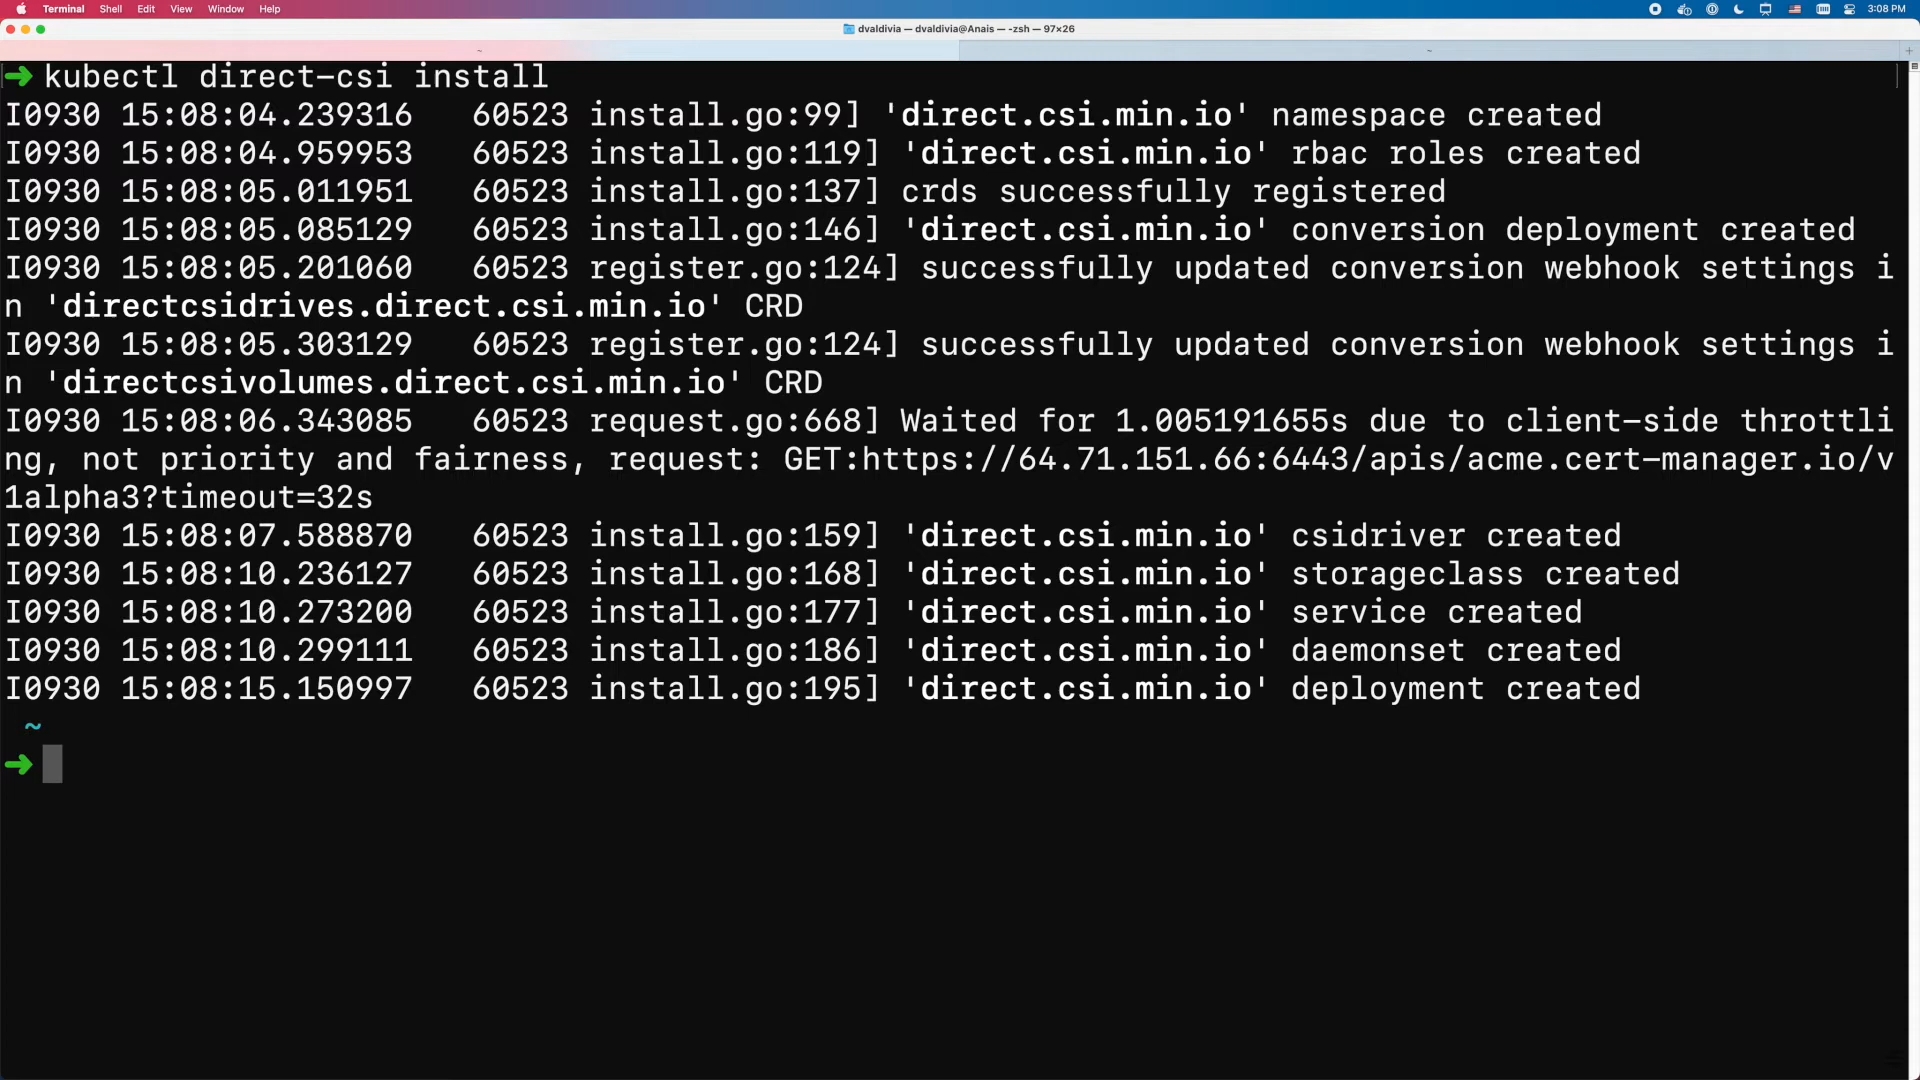 Terminal Shell Edit View Window Help 3:08 PM
dvaldivia — dvaldivia@Anais — -zsh — 97×26
~ ~ +
➜ kubectl direct-csi install
I0930 15:08:04.239316   60523 install.go:99] 'direct.csi.min.io' namespace created
I0930 15:08:04.959953   60523 install.go:119] 'direct.csi.min.io' rbac roles created
I0930 15:08:05.011951   60523 install.go:137] crds successfully registered
I0930 15:08:05.085129   60523 install.go:146] 'direct.csi.min.io' conversion deployment created
I0930 15:08:05.201060   60523 register.go:124] successfully updated conversion webhook settings i
n 'directcsidrives.direct.csi.min.io' CRD
I0930 15:08:05.303129   60523 register.go:124] successfully updated conversion webhook settings i
n 'directcsivolumes.direct.csi.min.io' CRD
I0930 15:08:06.343085   60523 request.go:668] Waited for 1.005191655s due to client-side throttli
ng, not priority and fairness, request: GET:https://64.71.151.66:6443/apis/acme.cert-manager.io/v
1alpha3?timeout=32s
I0930 15:08:07.588870   60523 install.go:159] 'direct.csi.min.io' csidriver created
I0930 15:08:10.236127   60523 install.go:168] 'direct.csi.min.io' storageclass created
I0930 15:08:10.273200   60523 install.go:177] 'direct.csi.min.io' service created
I0930 15:08:10.299111   60523 install.go:186] 'direct.csi.min.io' daemonset created
I0930 15:08:15.150997   60523 install.go:195] 'direct.csi.min.io' deployment created
~
➜